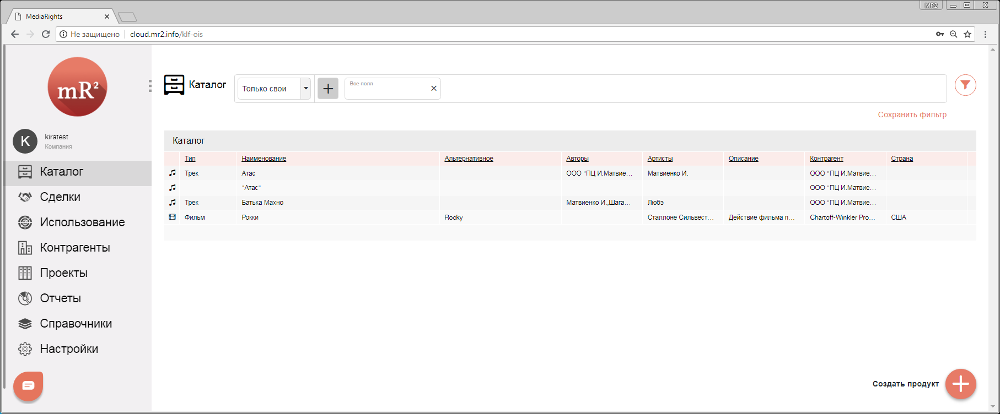 MediaRights
MR2
Не защищено cloud.mr2.info/klf-ois
mR²
K
kiratest
Компания
Каталог
Сделки
Использование
Контрагенты
Проекты
Отчеты
Справочники
Настройки
Каталог
Только свои
Все поля
Сохранить фильтр
Каталог
Тип Наименование Альтернативное Авторы Артисты Описание Контрагент Страна
Трек Атас ООО "ПЦ И.Матвие... Матвиенко И. ООО "ПЦ И.Матвие...
"Атас" ООО "ПЦ И.Матвие...
Трек Батька Махно Матвиенко И.,Шага... Любэ ООО "ПЦ И.Матвие...
Фильм Рокки Rocky Сталлоне Сильвест... Действие фильма п... Chartoff-Winkler Pro... США
Создать продукт